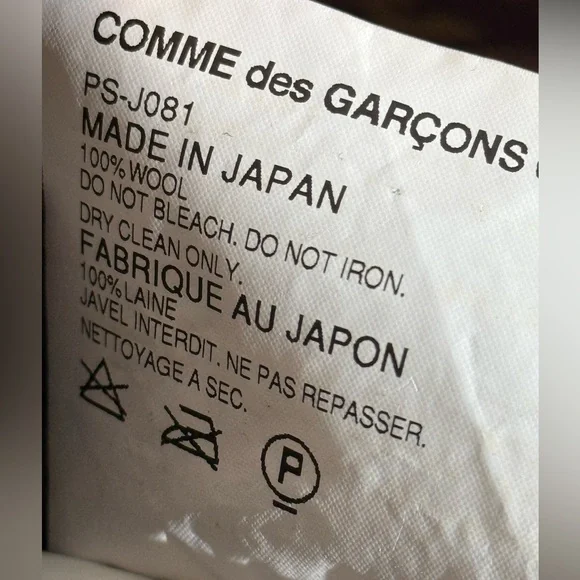 COMME des GARÇONS
PS-J081
MADE IN JAPAN
100%WOOL
DO NOT BLEACH. DO NOT IRON.
DRY CLEAN ONLY.
FABRIQUE AU JAPON
100%LAINE
JAVEL INTERDIT. NE PAS REPASSER.
NETTOYAGE A SEC.
P